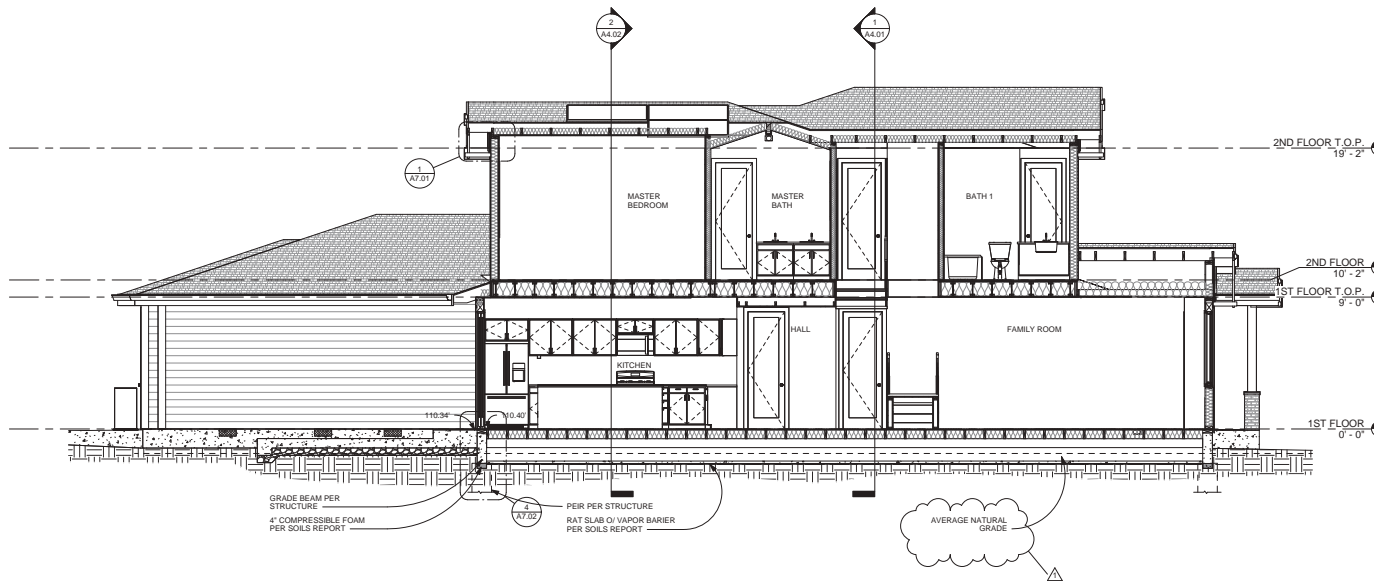 2
A4.02
1
A4.01
2ND FLOOR T.O.P.
19' - 2"
1
A7.01
MASTER
BEDROOM
MASTER
BATH
BATH 1
2ND FLOOR
10' - 2"
1ST FLOOR T.O.P.
9' - 0"
HALL
FAMILY ROOM
KITCHEN
110.34'
110.40'
1ST FLOOR
0' - 0"
GRADE BEAM PER
STRUCTURE
4" COMPRESSIBLE FOAM
PER SOILS REPORT
4
A7.02
PEIR PER STRUCTURE
RAT SLAB O/ VAPOR BARIER
PER SOILS REPORT
AVERAGE NATURAL
GRADE
1